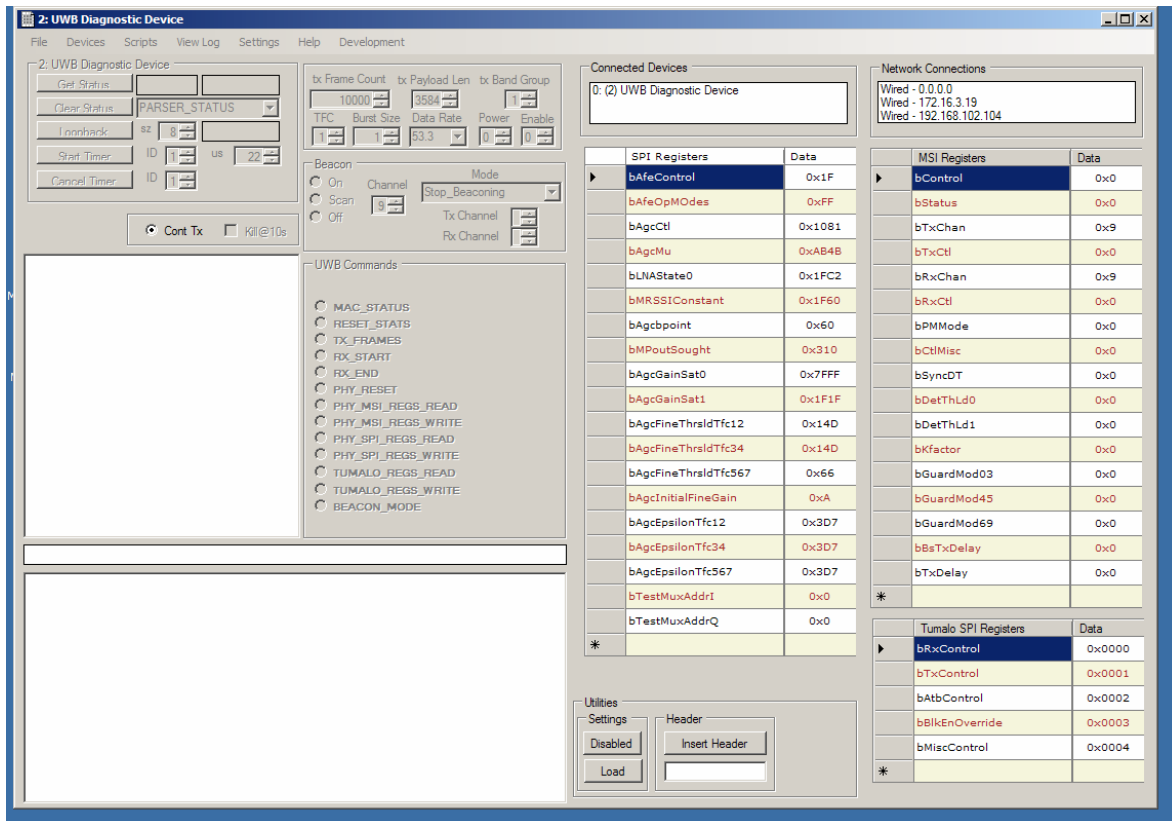 2: UWB Diagnostic Device
File Devices Scripts View Log Settings Help Development
2: UWB Diagnostic Device
Get Status
Clear Status PARSER_STATUS
Loopback sz 8
Start Timer ID 1 us 22
Cancel Timer ID 1
Cont Tx Kill@10s
tx Frame Count tx Payload Len tx Band Group
10000 3584 1
TFC Burst Size Data Rate Power Enable
1 1 53.3 0 0
Beacon
On Channel Mode
Scan 9 Stop_Beaconing
Off Tx Channel
Rx Channel
UWB Commands
MAC_STATUS
RESET_STATS
TX_FRAMES
RX_START
RX_END
PHY_RESET
PHY_MSI_REGS_READ
PHY_MSI_REGS_WRITE
PHY_SPI_REGS_READ
PHY_SPI_REGS_WRITE
TUMALO_REGS_READ
TUMALO_REGS_WRITE
BEACON_MODE
Connected Devices
0: (2) UWB Diagnostic Device
SPI Registers Data
bAfeControl 0x1F
bAfeOpMOdes 0xFF
bAgcCtl 0x1081
bAgcMu 0xAB4B
bLNAState0 0x1FC2
bMRSSIConstant 0x1F60
bAgcbpoint 0x60
bMPoutSought 0x310
bAgcGainSat0 0x7FFF
bAgcGainSat1 0x1F1F
bAgcFineThrsldTfc12 0x14D
bAgcFineThrsldTfc34 0x14D
bAgcFineThrsldTfc567 0x66
bAgcInitialFineGain 0xA
bAgcEpsilonTfc12 0x3D7
bAgcEpsilonTfc34 0x3D7
bAgcEpsilonTfc567 0x3D7
bTestMuxAddrI 0x0
bTestMuxAddrQ 0x0
Utilities
Settings Header
Disabled Insert Header
Load
Network Connections
Wired - 0.0.0.0
Wired - 172.16.3.19
Wired - 192.168.102.104
MSI Registers Data
bControl 0x0
bStatus 0x0
bTxChan 0x9
bTxCtl 0x0
bRxChan 0x9
bRxCtl 0x0
bPMMode 0x0
bCtlMisc 0x0
bSyncDT 0x0
bDetThLd0 0x0
bDetThLd1 0x0
bKfactor 0x0
bGuardMod03 0x0
bGuardMod45 0x0
bGuardMod69 0x0
bBsTxDelay 0x0
bTxDelay 0x0
Tumalo SPI Registers Data
bRxControl 0x0000
bTxControl 0x0001
bAtbControl 0x0002
bBlkEnOverride 0x0003
bMiscControl 0x0004